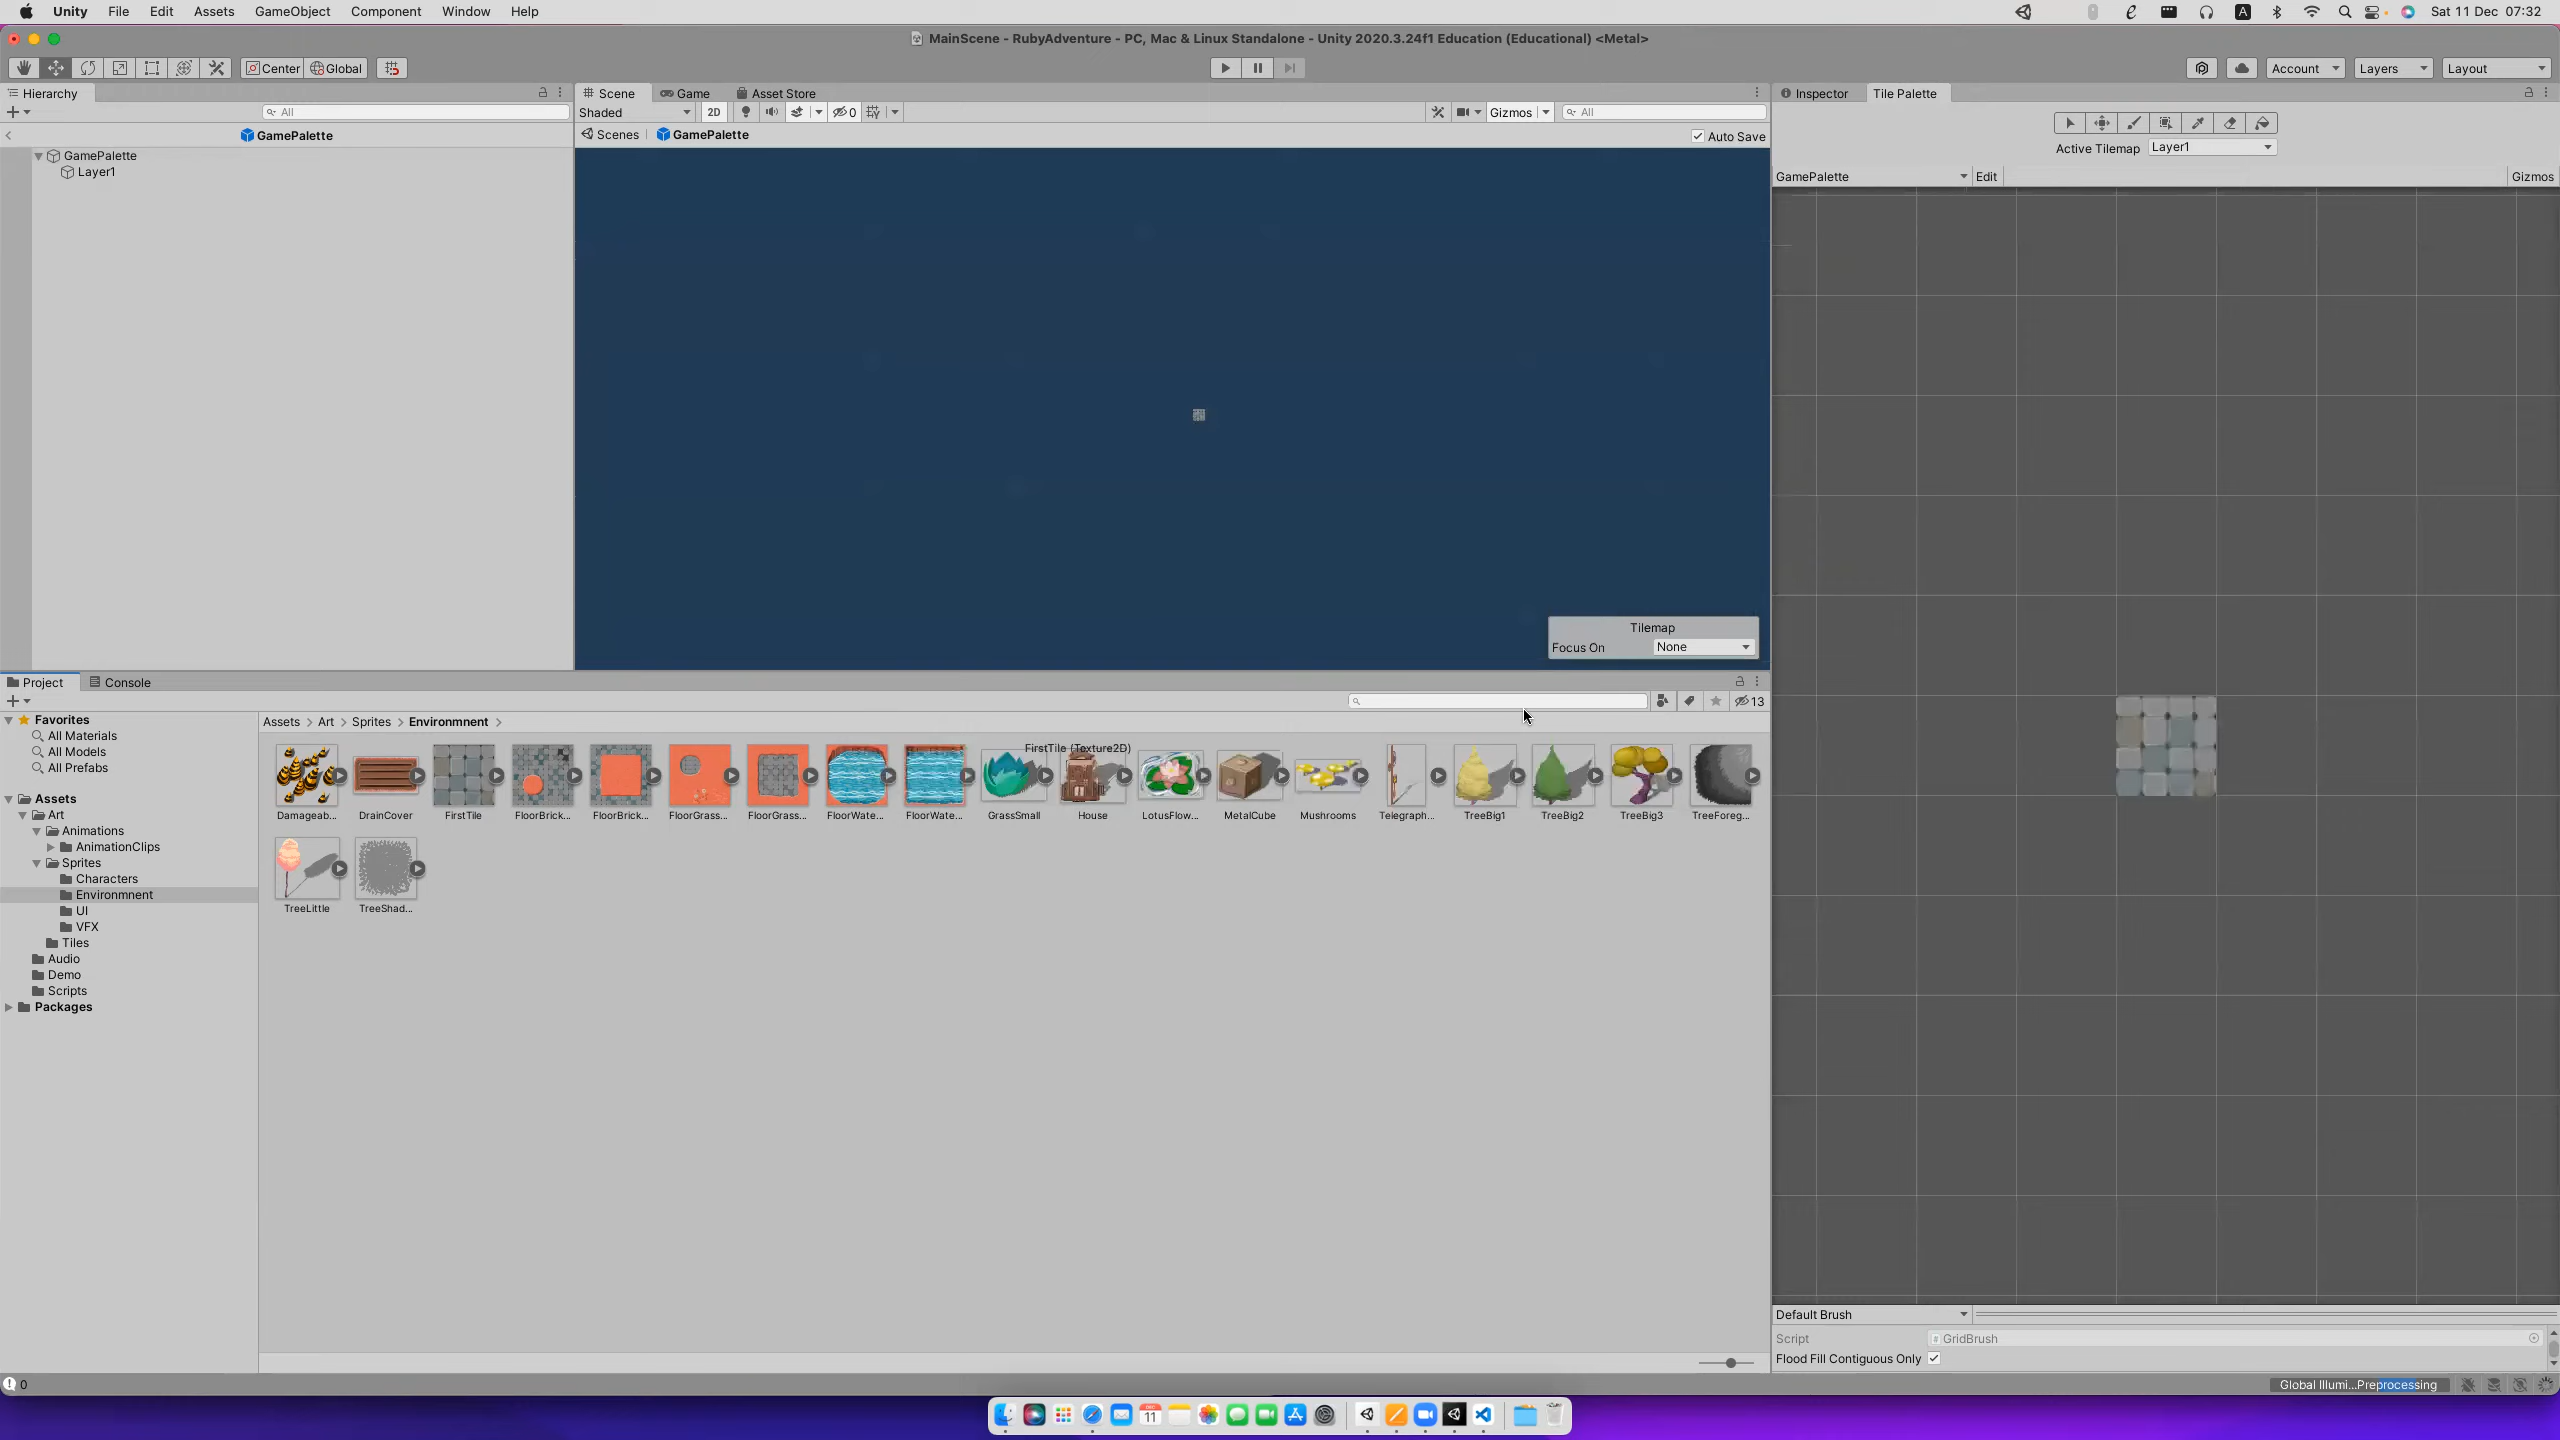 Unity File Edit Assets GameObject Component Window Help
A Sat 11 Dec 07:32
MainScene - RubyAdventure - PC, Mac & Linux Standalone - Unity 2020.3.24f1 Education (Educational) <Metal>
Center Global Account Layers Layout
Hierarchy
All
GamePalette
GamePalette
Layer1
Scene Game Asset Store
Shaded 2D 0 Gizmos All
Scenes GamePalette Auto Save
Tilemap
Focus On None
Inspector Tile Palette
Active Tilemap Layer1
GamePalette Edit Gizmos
Project Console
13
Favorites
All Materials
All Models
All Prefabs
Assets
Art
Animations
AnimationClips
Sprites
Characters
Environmnent
UI
VFX
Tiles
Audio
Demo
Scripts
Packages
Assets > Art > Sprites > Environmnent >
FirstTile (Texture2D)
Damageab... DrainCover FirstTile FloorBrick... FloorBrick... FloorGrass... FloorGrass... FloorWate... FloorWate... GrassSmall House LotusFlow... MetalCube Mushrooms Telegraph... TreeBig1 TreeBig2 TreeBig3 TreeForeg...
TreeLittle TreeShad...
Default Brush
Script GridBrush
Flood Fill Contiguous Only
0
Global Illumi...Preprocessing
DEC
11